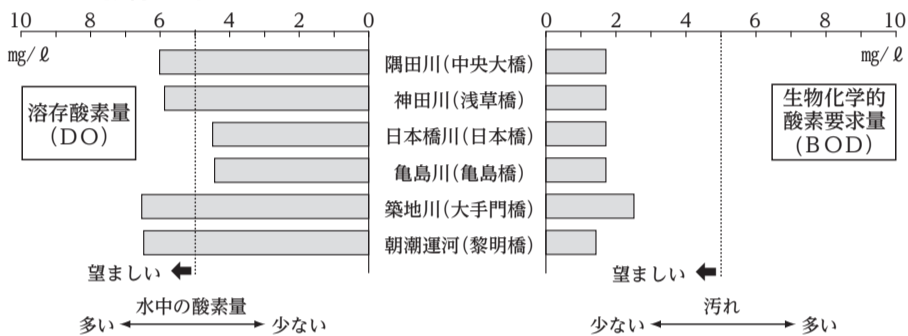 10 8 6 4 2 0
0 2 4 6 8 10
mg/ℓ
mg/ℓ
溶存酸素量
(DO)
生物化学的
酸素要求量
(BOD)
隅田川(中央大橋)
神田川(浅草橋)
日本橋川(日本橋)
亀島川(亀島橋)
築地川(大手門橋)
朝潮運河(黎明橋)
望ましい
望ましい
水中の酸素量
多い 少ない
汚れ
少ない 多い